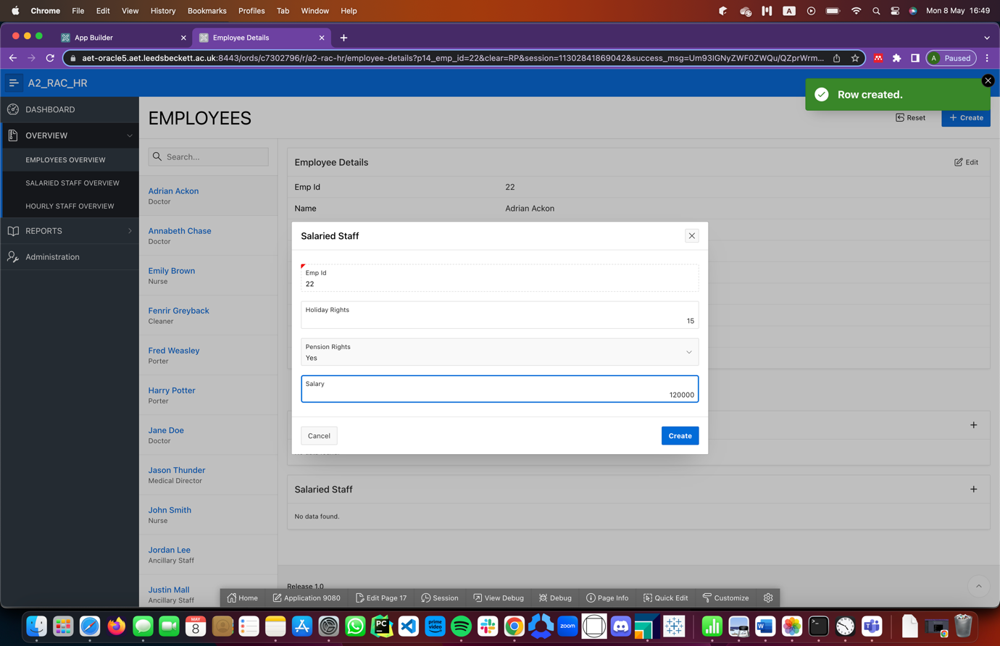 Chrome File Edit View History Bookmarks Profiles Tab Window Help
A
Mon 8 May 16:49
App Builder
Employee Details
aet-oracle5.aet.leedsbeckett.ac.uk:8443/ords/c7302796/r/a2-rac-hr/employee-details?p14_emp_id=22&clear=RP&session=11302841869042&success_msg=Um93IGNyZWF0ZWQu/QZprWrm...
A Paused
A2_RAC_HR
Row created.
DASHBOARD
OVERVIEW
EMPLOYEES OVERVIEW
SALARIED STAFF OVERVIEW
HOURLY STAFF OVERVIEW
REPORTS
Administration
EMPLOYEES
Reset
Create
Search...
Adrian Ackon
Doctor
Annabeth Chase
Doctor
Emily Brown
Nurse
Fenrir Greyback
Cleaner
Fred Weasley
Porter
Harry Potter
Porter
Jane Doe
Doctor
Jason Thunder
Medical Director
John Smith
Nurse
Jordan Lee
Ancillary Staff
Justin Mall
Ancillary Staff
Employee Details
Edit
Emp Id 22
Name Adrian Ackon
Salaried Staff
Emp Id
22
Holiday Rights
15
Pension Rights
Yes
Salary
120000
Cancel
Create
Salaried Staff
No data found.
Release 1.0
Home Application 9080 Edit Page 17 Session View Debug Debug Page Info Quick Edit Customize
MAY
8
PC
prime
video
zoom
W